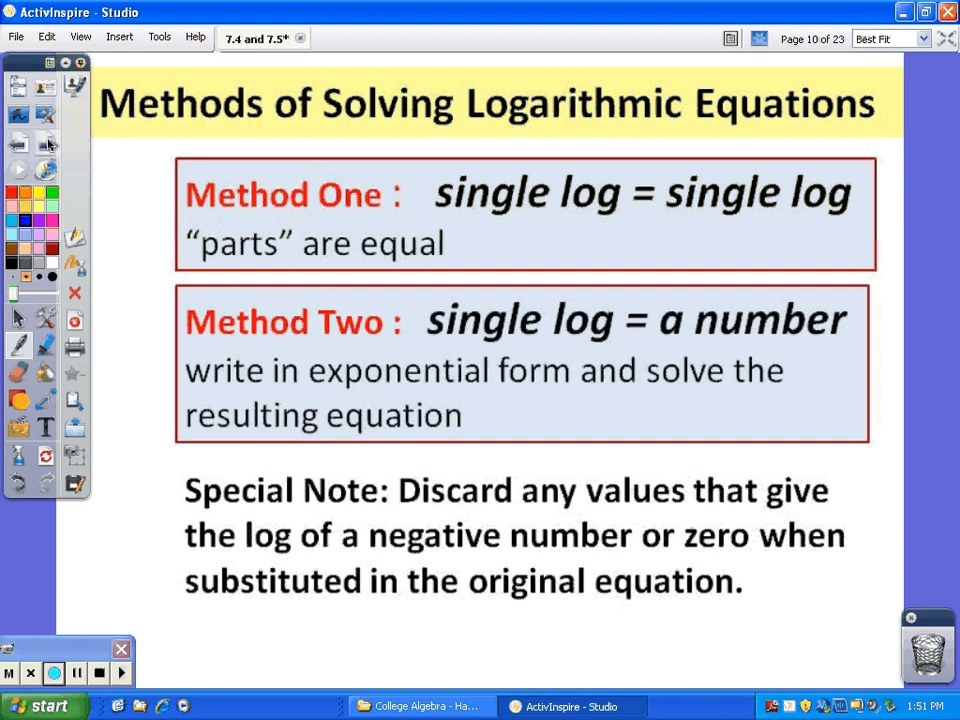 ActivInspire - Studio
File Edit View Insert Tools Help 7.4 and 7.5* Page 10 of 23 Best Fit
Methods of Solving Logarithmic Equations
Method One : single log = single log
“parts” are equal
Method Two : single log = a number
write in exponential form and solve the
resulting equation
Special Note: Discard any values that give
the log of a negative number or zero when
substituted in the original equation.
M
start College Algebra - Ha... ActivInspire - Studio 1:51 PM